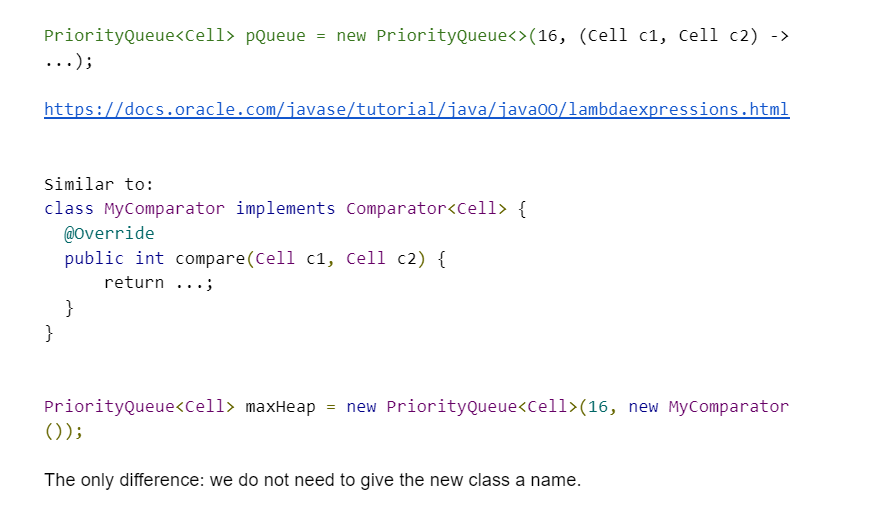 PriorityQueue<Cell> pQueue = new PriorityQueue<>(16, (Cell c1, Cell c2) ->
...);
https://docs.oracle.com/javase/tutorial/java/javaOO/lambdaexpressions.html
Similar to:
class MyComparator implements Comparator<Cell> {
@Override
public int compare(Cell c1, Cell c2) {
return ...;
}
}
PriorityQueue<Cell> maxHeap = new PriorityQueue<Cell>(16, new MyComparator
());
The only difference: we do not need to give the new class a name.